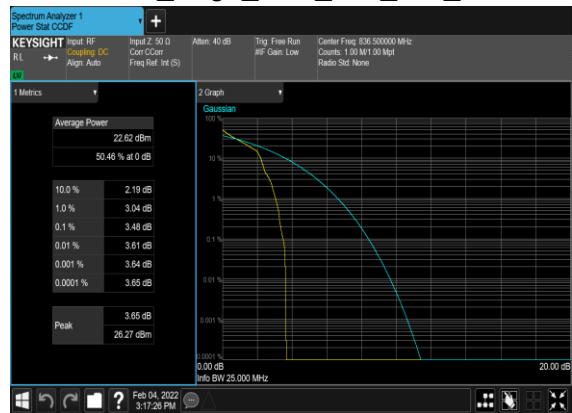 Spectrum Analyzer 1
Power Stat CCDF
+
KEYSIGHT
R L
LV
Input: RF
Coupling: DC
Align: Auto
Input Z: 50 Ω
Corr CCorr
Freq Ref: Int (S)
Atten: 40 dB
Trig: Free Run
#IF Gain: Low
Center Freq: 836.500000 MHz
Counts: 1.00 M/1.00 Mpt
Radio Std: None
1 Metrics
Average Power
22.62 dBm
50.46 % at 0 dB
10.0 % 2.19 dB
1.0 % 3.04 dB
0.1 % 3.48 dB
0.01 % 3.61 dB
0.001 % 3.64 dB
0.0001 % 3.65 dB
Peak
3.65 dB
26.27 dBm
2 Graph
Gaussian
100 %
10 %
1 %
0.1 %
0.01 %
0.001 %
0.0001 %
0.00 dB 20.00 dB
Info BW 25.000 MHz
?
Feb 04, 2022
3:17:26 PM